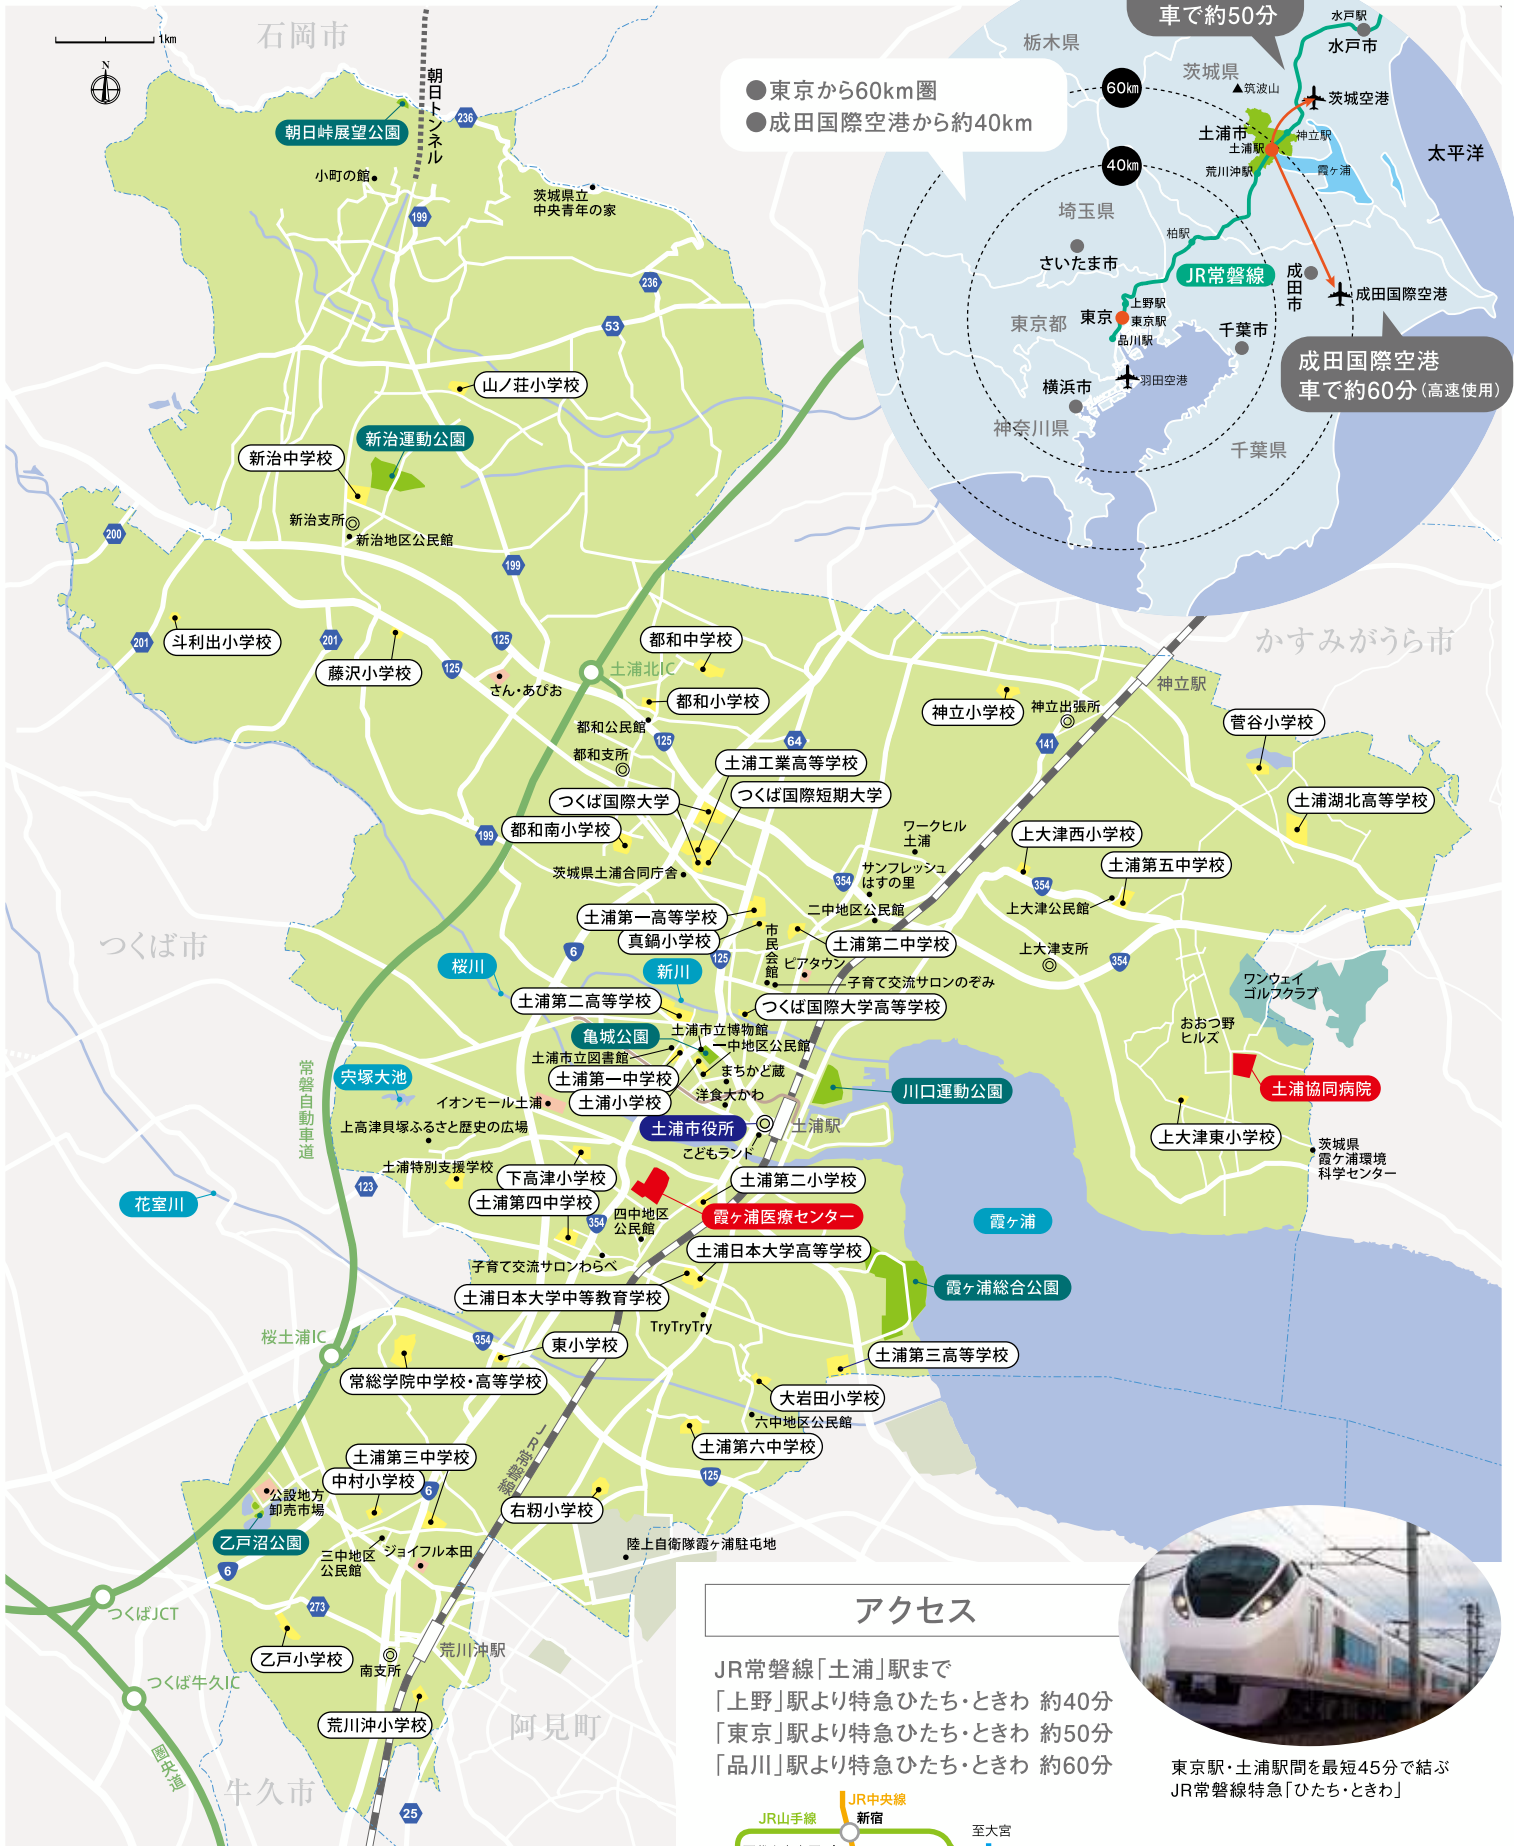 石岡市
1km
N
朝日トンネル
236
朝日峠展望公園
小町の館
茨城県立
中央青年の家
199
236
53
山ノ荘小学校
新治運動公園
新治中学校
新治支所
新治地区公民館
200
199
201
斗利出小学校
201
藤沢小学校
125
125
さん・あぴお
土浦北IC
都和中学校
都和小学校
都和公民館
125
都和支所
64
土浦工業高等学校
つくば国際大学
つくば国際短期大学
199
都和南小学校
茨城県土浦合同庁舎
神立小学校
神立出張所
141
神立駅
かすみがうら市
菅谷小学校
土浦湖北高等学校
ワークヒル
土浦
サンフレッシュ
はすの里
354
上大津西小学校
土浦第五中学校
354
上大津公民館
上大津支所
354
土浦第一高等学校
真鍋小学校
二中地区公民館
土浦第二中学校
市民会館
ピアタウン
子育て交流サロンのぞみ
つくば市
桜川
6
新川
125
土浦第二高等学校
つくば国際大学高等学校
亀城公園
土浦市立博物館
一中地区公民館
土浦市立図書館
土浦第一中学校
まちかど蔵
土浦小学校
洋食大かわ
ワンウェイ
ゴルフクラブ
おおつ野
ヒルズ
土浦協同病院
川口運動公園
常磐自動車道
宍塚大池
イオンモール土浦
上高津貝塚ふるさと歴史の広場
土浦市役所
土浦駅
こどもランド
上大津東小学校
茨城県
霞ヶ浦環境
科学センター
土浦特別支援学校
123
花室川
下高津小学校
土浦第四中学校
354
四中地区
公民館
土浦第二小学校
霞ヶ浦医療センター
霞ヶ浦
土浦日本大学高等学校
子育て交流サロンわらべ
霞ヶ浦総合公園
土浦日本大学中等教育学校
TryTryTry
桜土浦IC
354
東小学校
土浦第三高等学校
常総学院中学校・高等学校
大岩田小学校
六中地区公民館
土浦第六中学校
JR常磐線
125
土浦第三中学校
中村小学校
6
公設地方
卸売市場
右籾小学校
乙戸沼公園
三中地区
公民館
ジョイフル本田
陸上自衛隊霞ヶ浦駐屯地
6
つくばJCT
273
乙戸小学校
南支所
荒川沖駅
つくば牛久IC
荒川沖小学校
阿見町
圏央道
牛久市
25
●東京から60km圏
●成田国際空港から約40km
車で約50分
水戸駅
水戸市
栃木県
茨城県
筑波山
60km
茨城空港
土浦市
神立駅
土浦駅
太平洋
荒川沖駅
霞ヶ浦
40km
埼玉県
柏駅
さいたま市
JR常磐線
成田市
成田国際空港
上野駅
東京
東京駅
東京都
品川駅
千葉市
成田国際空港
車で約60分(高速使用)
横浜市
羽田空港
神奈川県
千葉県
アクセス
JR常磐線「土浦」駅まで
「上野」駅より特急ひたち・ときわ 約40分
「東京」駅より特急ひたち・ときわ 約50分
「品川」駅より特急ひたち・ときわ 約60分
東京駅・土浦駅間を最短45分で結ぶ
JR常磐線特急「ひたち・ときわ」
JR中央線
JR山手線
新宿
至大宮